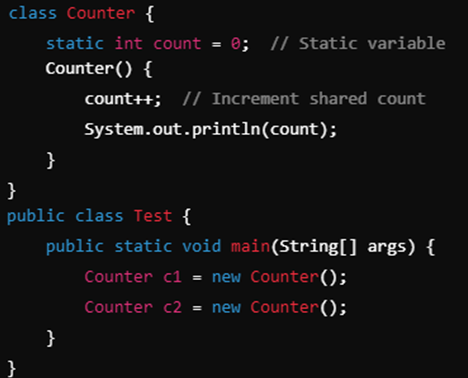 class Counter {
    static int count = 0;  // Static variable
    Counter() {
        count++;  // Increment shared count
        System.out.println(count);
    }
}
public class Test {
    public static void main(String[] args) {
        Counter c1 = new Counter();
        Counter c2 = new Counter();
    }
}